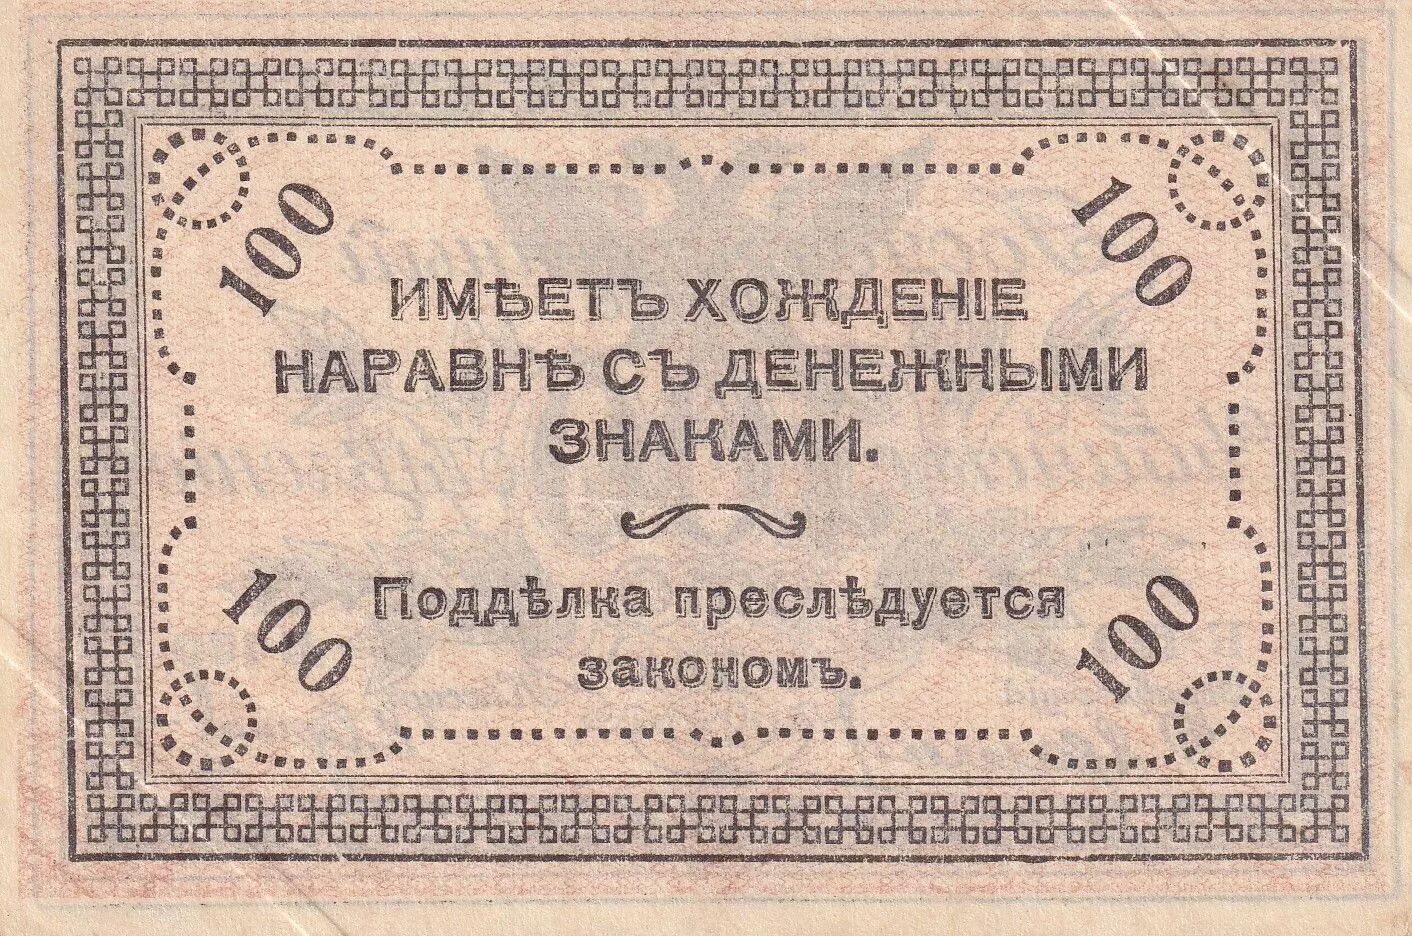 100
100
ИМѢЕТЪ ХОЖДЕНІЕ
НАРАВНѢ СЪ ДЕНЕЖНЫМИ
ЗНАКАМИ.
Поддѣлка преслѣдуется
закономъ.
100
100